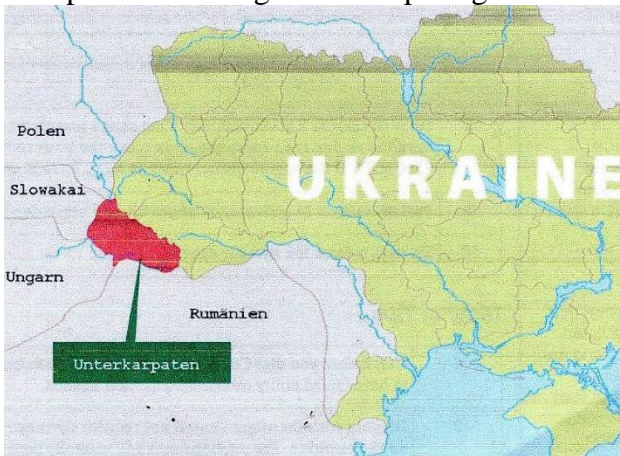 Polen
UKRAINE
Slowakai
Ungarn
Rumänien
Unterkarpaten